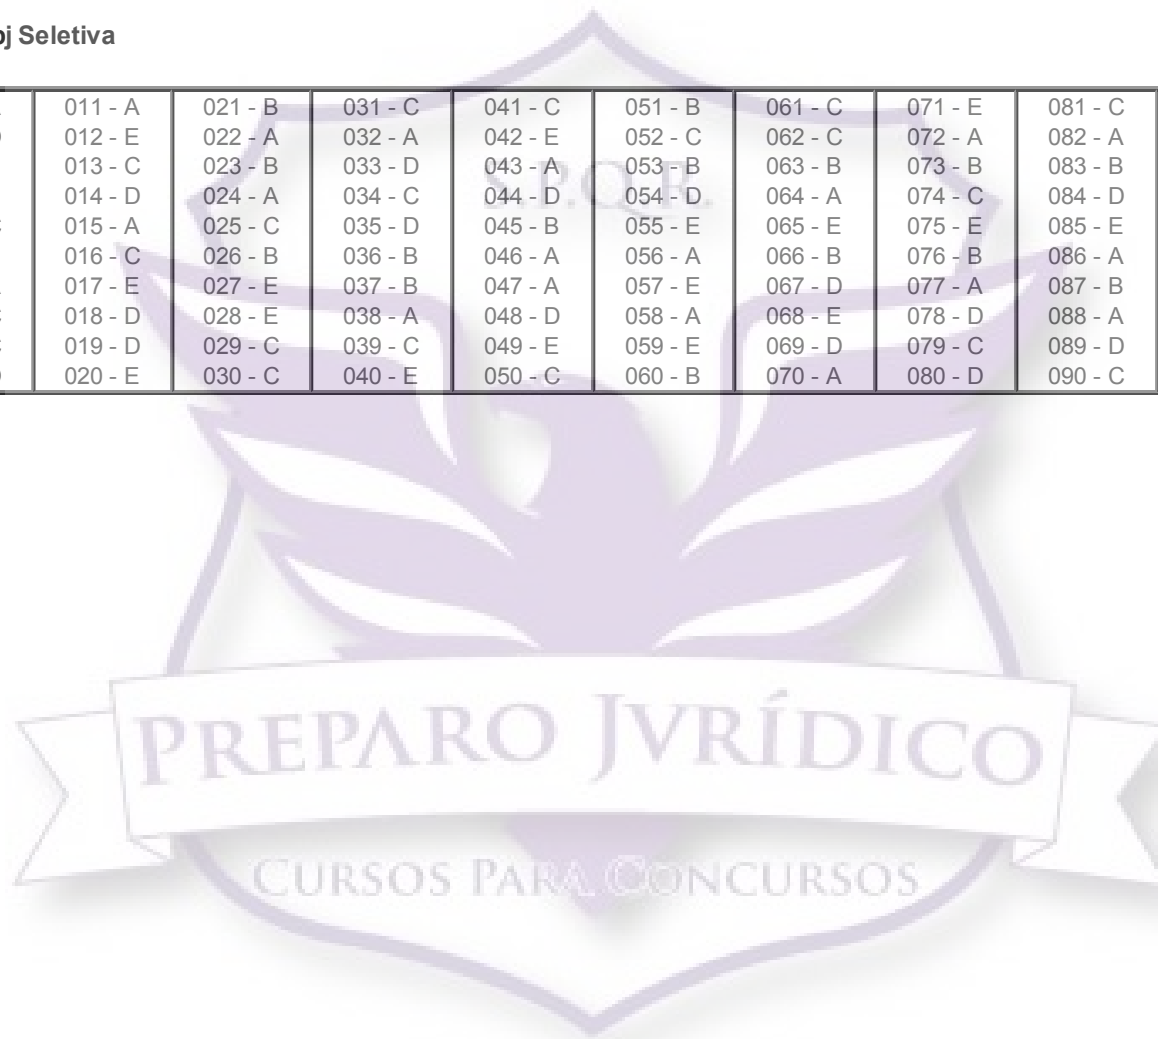 j Seletiva
011 - A 021 - B 031 - C 041 - C 051 - B 061 - C 071 - E 081 - C
012 - E 022 - A 032 - A 042 - E 052 - C 062 - C 072 - A 082 - A
013 - C 023 - B 033 - D 043 - A 053 - B 063 - B 073 - B 083 - B
014 - D 024 - A 034 - C 044 - D 054 - D 064 - A 074 - C 084 - D
015 - A 025 - C 035 - D 045 - B 055 - E 065 - E 075 - E 085 - E
016 - C 026 - B 036 - B 046 - A 056 - A 066 - B 076 - B 086 - A
017 - E 027 - E 037 - B 047 - A 057 - E 067 - D 077 - A 087 - B
018 - D 028 - E 038 - A 048 - D 058 - A 068 - E 078 - D 088 - A
019 - D 029 - C 039 - C 049 - E 059 - E 069 - D 079 - C 089 - D
020 - E 030 - C 040 - E 050 - C 060 - B 070 - A 080 - D 090 - C
S.P.Q.R.
PREPARO JVRÍDICO
CURSOS PARA CONCURSOS